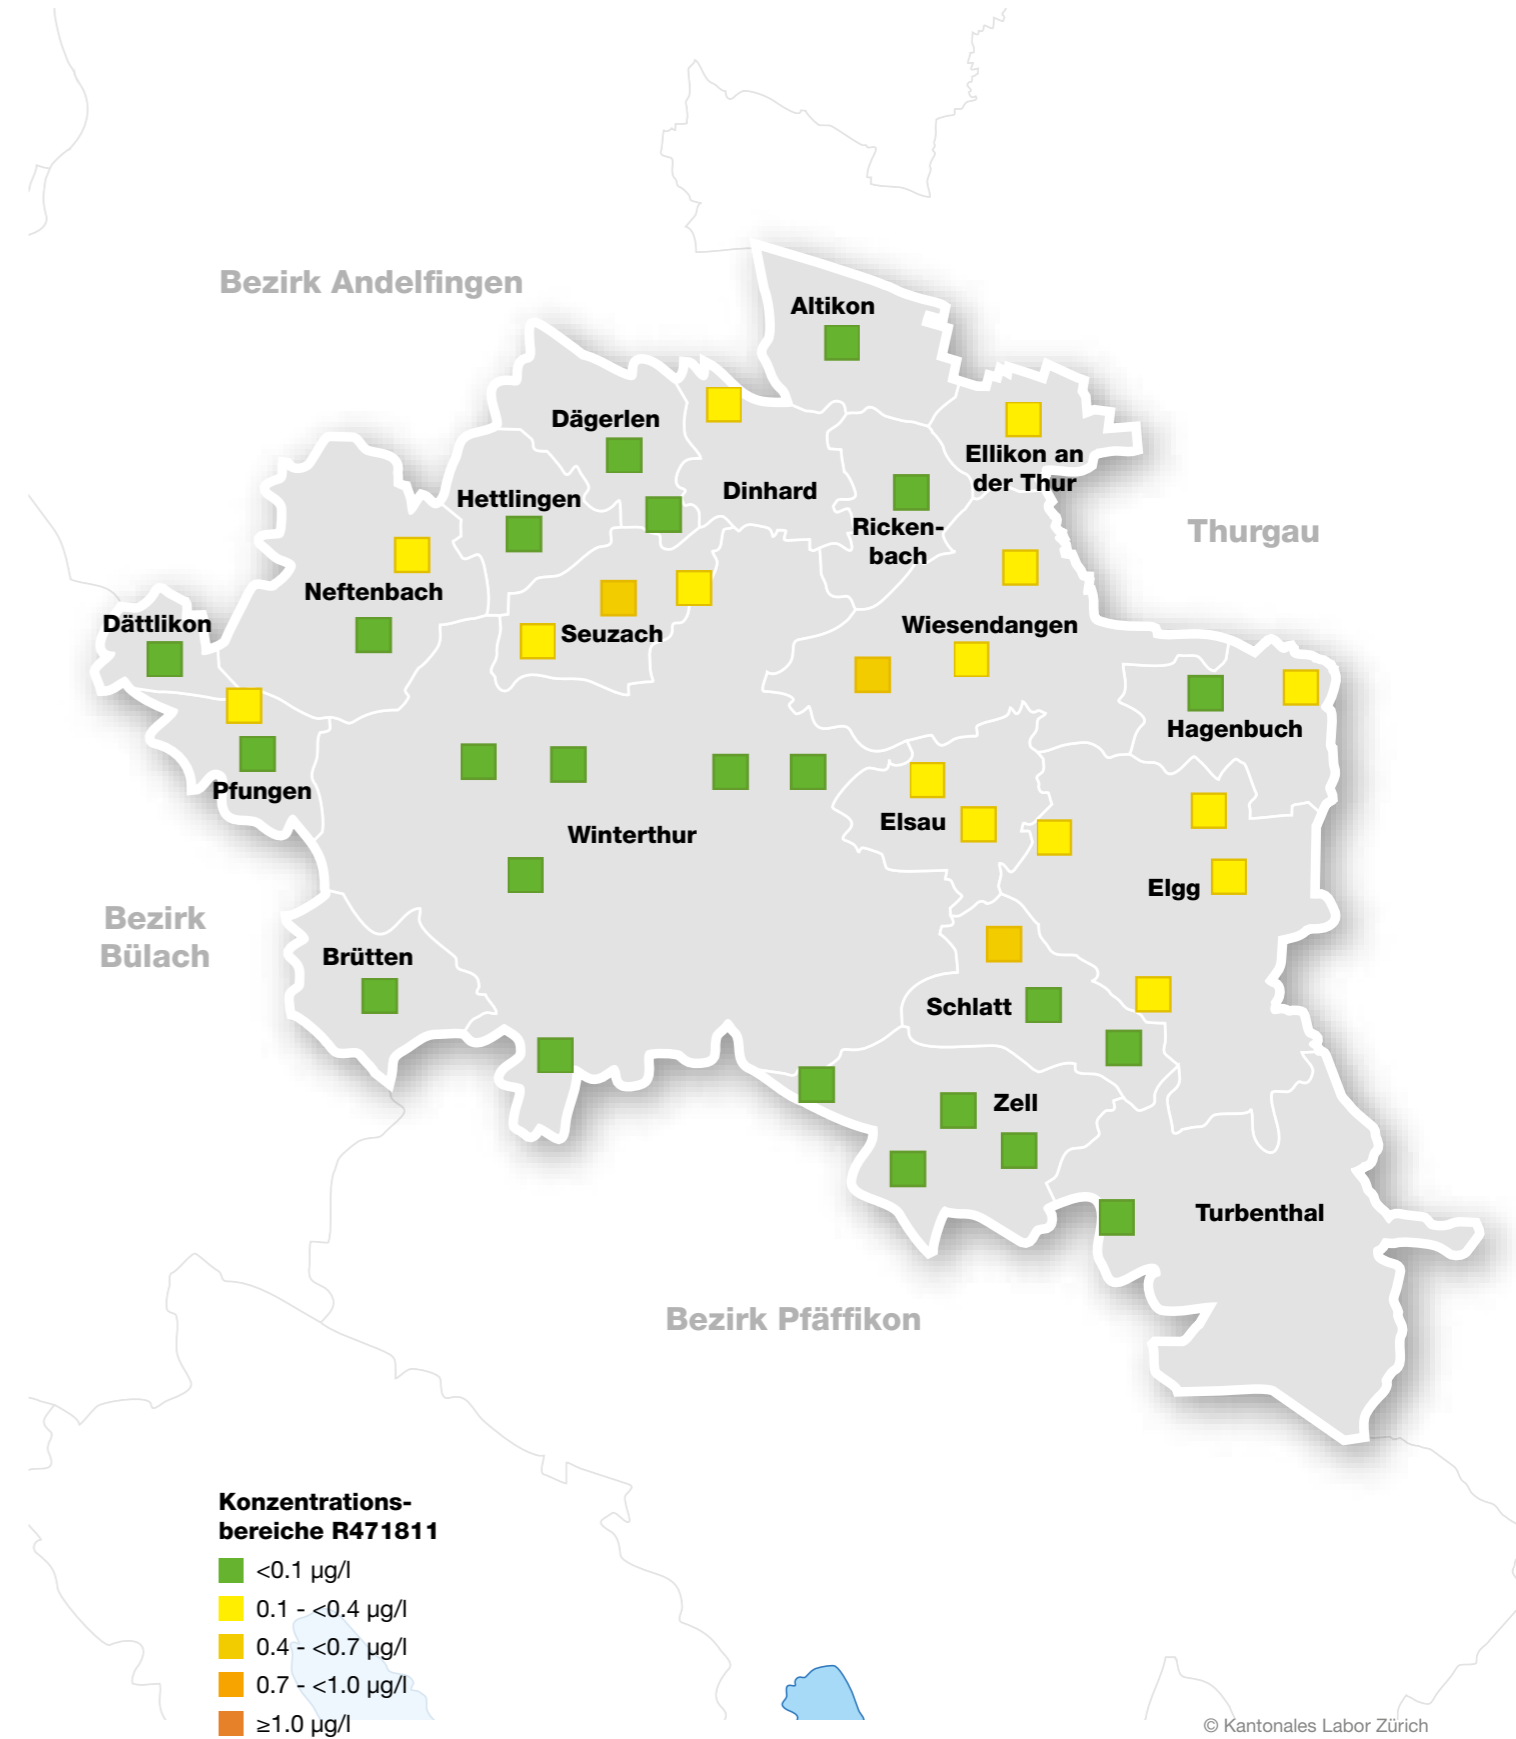 Bezirk Andelfingen
Altikon
Dägerlen
Ellikon an
der Thur
Hettlingen
Dinhard
Ricken-
bach
Thurgau
Neftenbach
Dättlikon
Seuzach
Wiesendangen
Hagenbuch
Pfungen
Winterthur
Elsau
Elgg
Bezirk
Bülach
Brütten
Schlatt
Zell
Turbenthal
Bezirk Pfäffikon
Konzentrations-
bereiche R471811
<0.1 µg/l
0.1 - <0.4 µg/l
0.4 - <0.7 µg/l
0.7 - <1.0 µg/l
≥1.0 µg/l
© Kantonales Labor Zürich